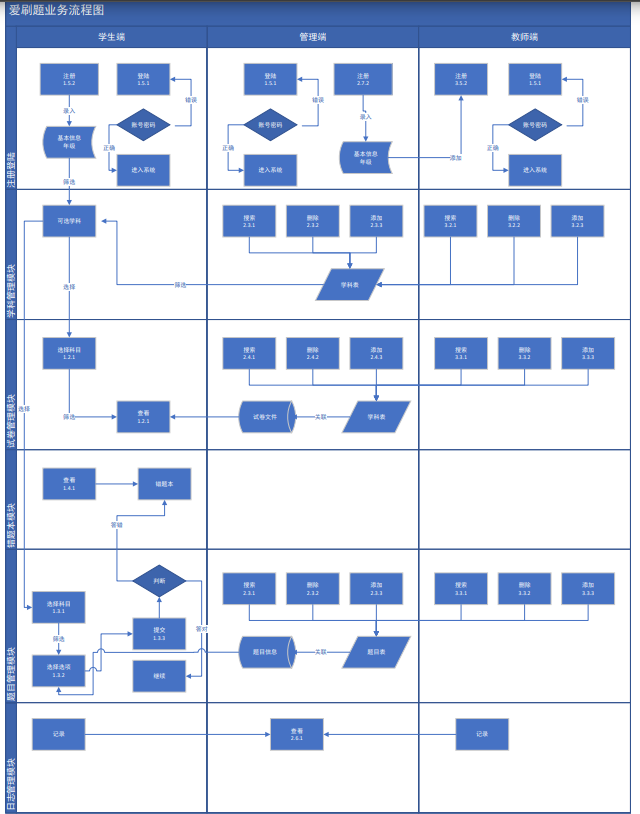 爱刷题业务流程图
学生端
管理端
教师端
注册登陆
注册
1.5.2
登陆
1.5.1
错误
录入
账号密码
基本信息
年级
正确
进入系统
筛选
登陆
1.5.1
注册
2.7.2
错误
录入
账号密码
正确
基本信息
年级
进入系统
添加
注册
3.5.2
登陆
1.5.1
错误
账号密码
正确
进入系统
学科管理模块
可选学科
选择
筛选
搜索
2.3.1
删除
2.3.2
添加
2.3.3
学科表
搜索
3.2.1
删除
3.2.2
添加
3.2.3
试卷管理模块
选择科目
1.2.1
选择
筛选
查看
1.2.1
搜索
2.4.1
删除
2.4.2
添加
2.4.3
试卷文件
关联
学科表
搜索
3.3.1
删除
3.3.2
添加
3.3.3
错题本模块
查看
1.4.1
错题本
答错
题目管理模块
判断
选择科目
1.3.1
提交
1.3.3
答对
筛选
选择选项
1.3.2
继续
搜索
2.3.1
删除
2.3.2
添加
2.3.3
题目信息
关联
题目表
搜索
3.3.1
删除
3.3.2
添加
3.3.3
日志管理模块
记录
查看
2.6.1
记录